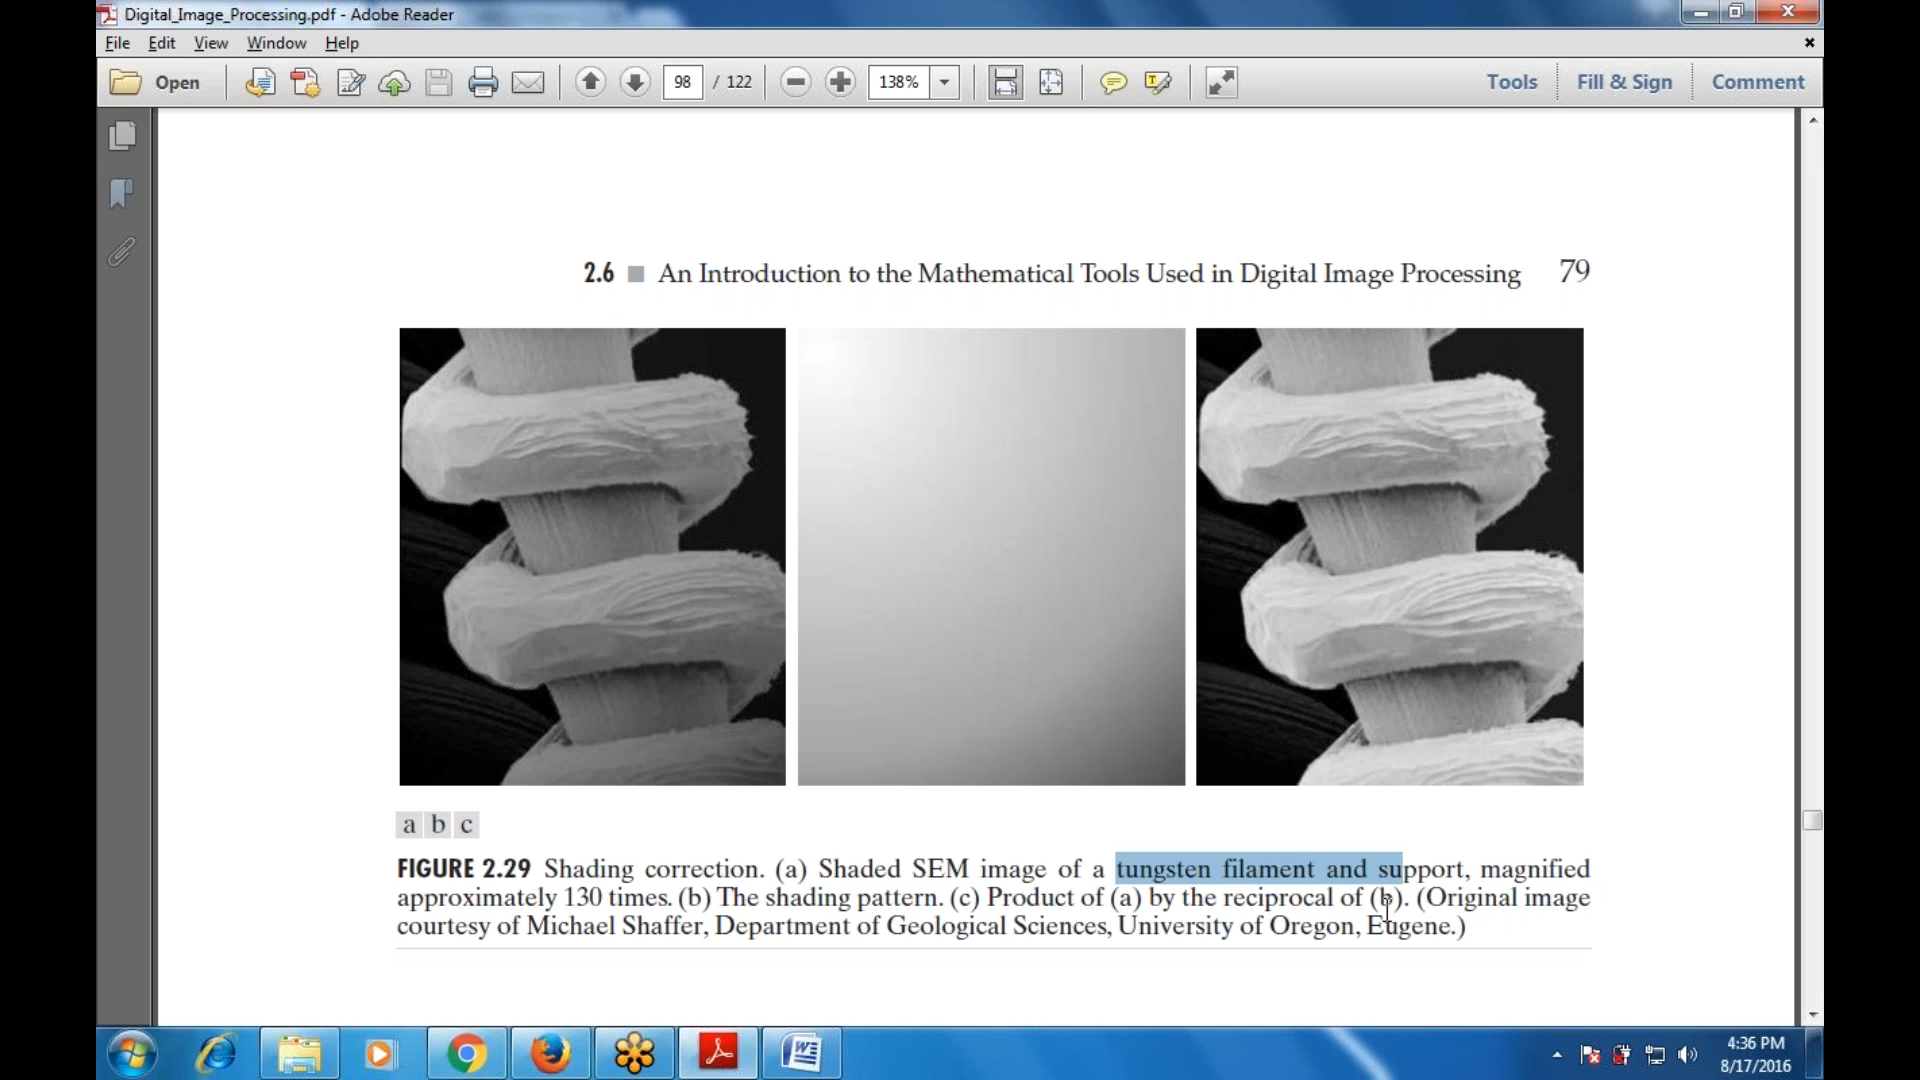 Digital_Image_Processing.pdf - Adobe Reader
File Edit View Window Help
Open 98 / 122 138% Tools Fill & Sign Comment
2.6 ■ An Introduction to the Mathematical Tools Used in Digital Image Processing 79
a b c
FIGURE 2.29 Shading correction. (a) Shaded SEM image of a tungsten filament and support, magnified
approximately 130 times. (b) The shading pattern. (c) Product of (a) by the reciprocal of (b). (Original image
courtesy of Michael Shaffer, Department of Geological Sciences, University of Oregon, Eugene.)
4:36 PM
8/17/2016